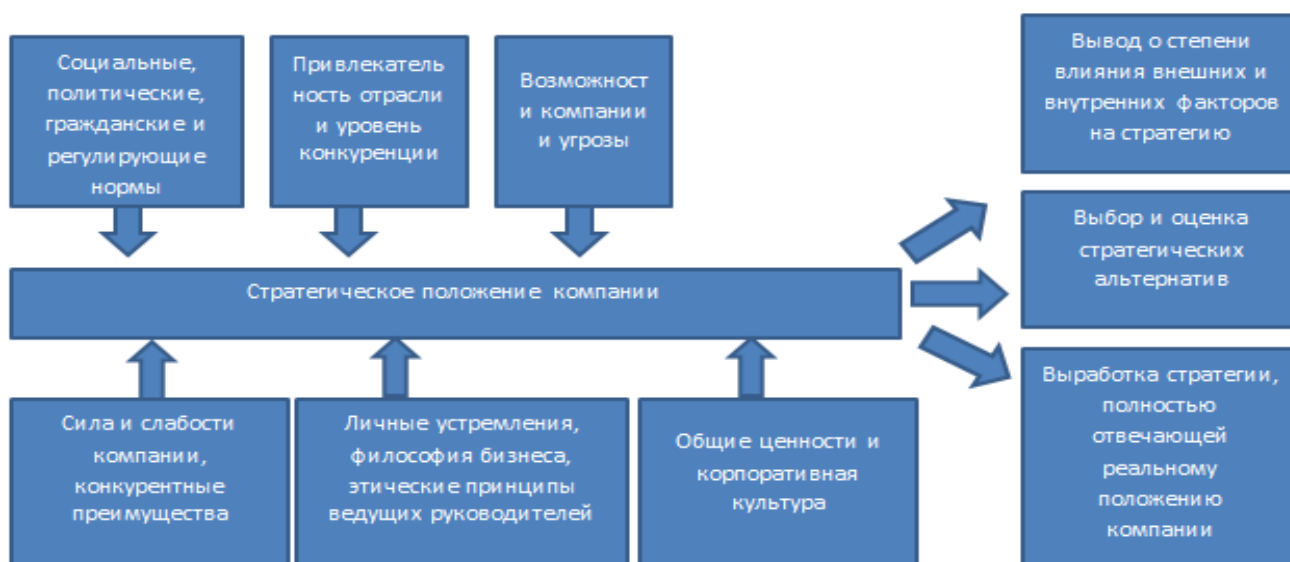 Социальные,
политические,
гражданские и
регулирующие
нормы
Привлекатель
ность отрасли
и уровень
конкуренции
Возможност
и компании
и угрозы
Вывод о степени
влияния внешних и
внутренних факторов
на стратегию
Стратегическое положение компании
Выбор и оценка
стратегических
альтернатив
Сила и слабости
компании,
конкурентные
преимущества
Личные устремления,
философия бизнеса,
этические принципы
ведущих руководителей
Общие ценности и
корпоративная
культура
Выработка стратегии,
полностью
отвечающей
реальному
положению
компании